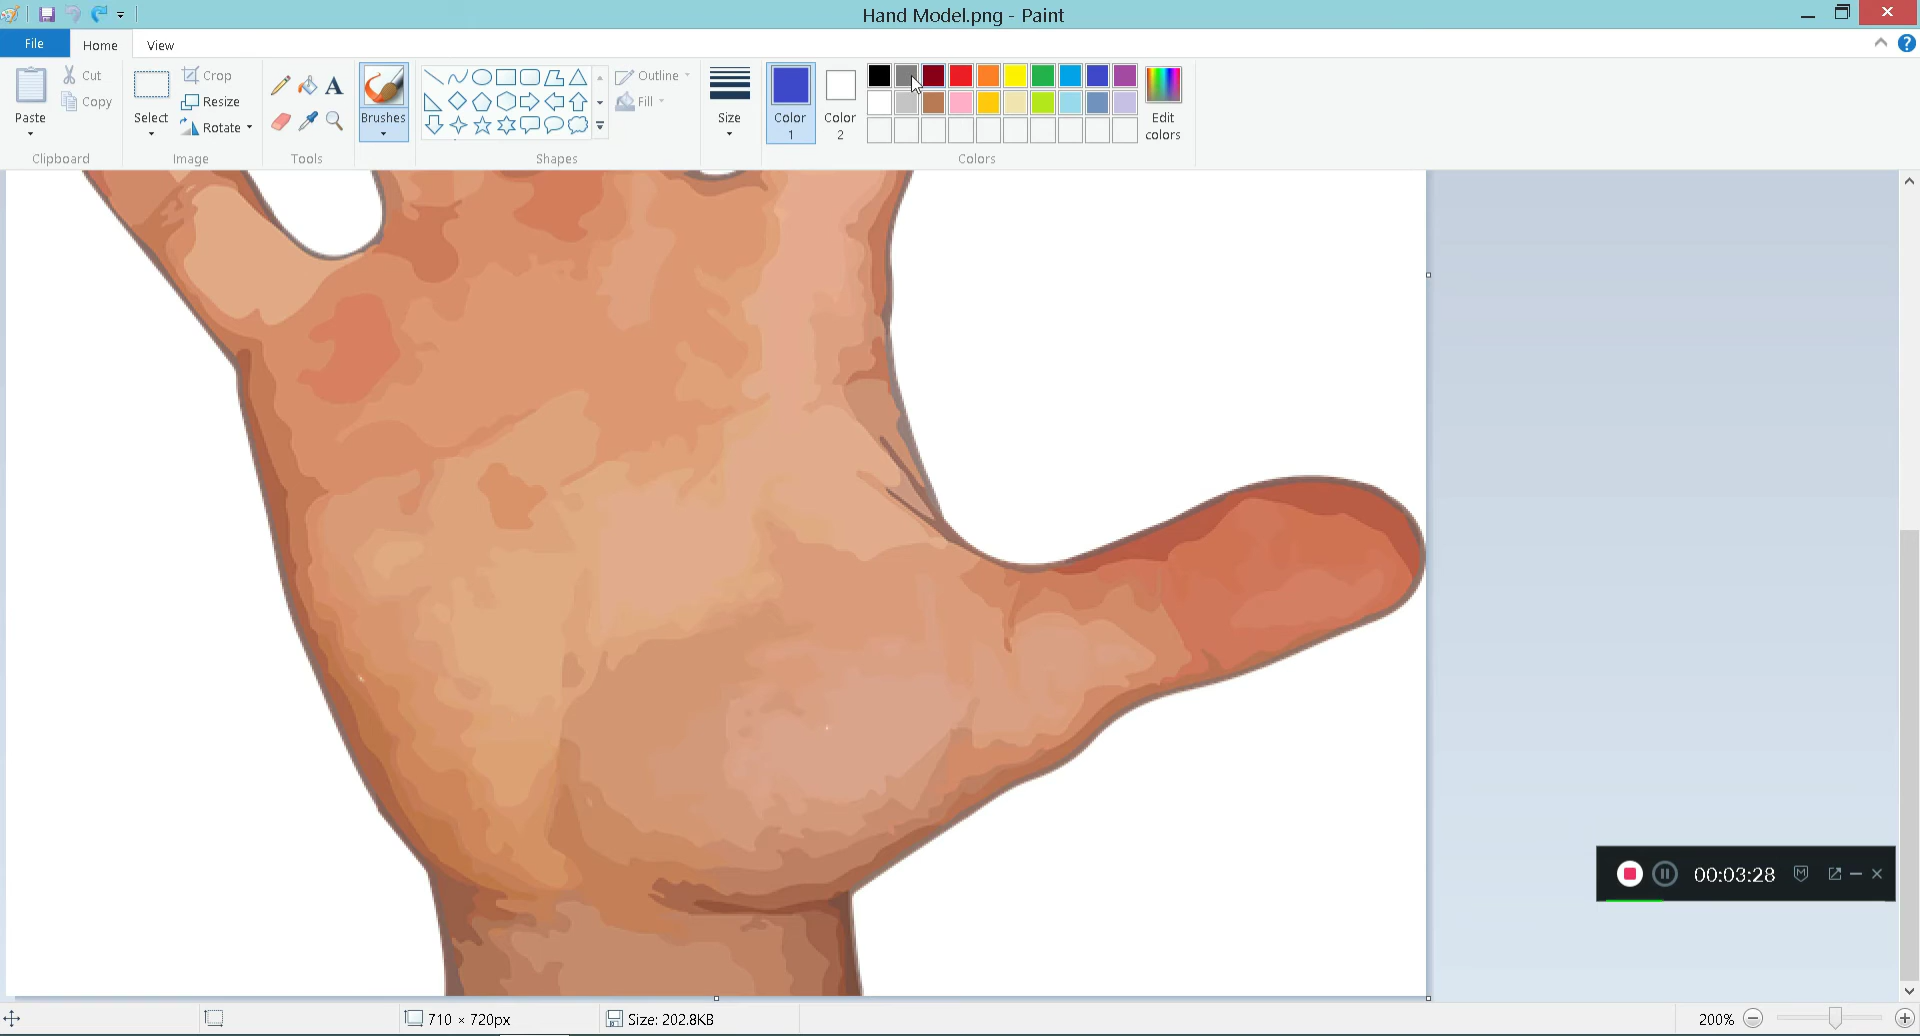 Hand Model.png - Paint
File
Home
View
Paste
Cut
Copy
Clipboard
Select
Crop
Resize
Rotate
Image
A
Tools
Brushes
Shapes
Outline
Fill
Size
Color
1
Color
2
Edit
colors
Colors
00:03:28
710 × 720px
Size: 202.8KB
200%